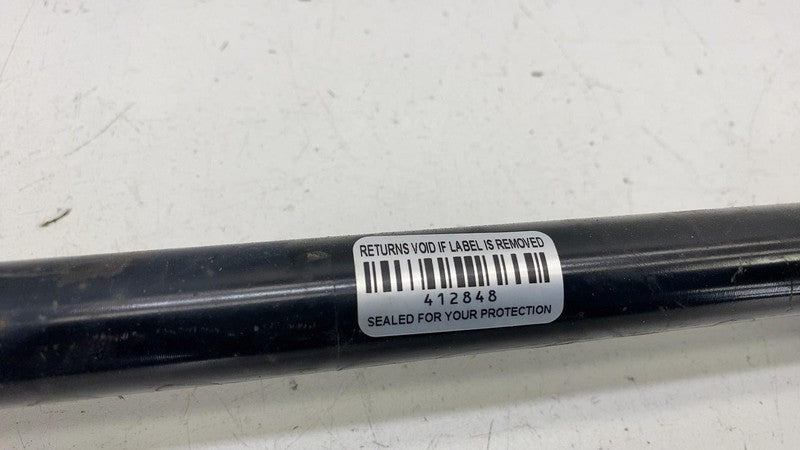 RETURNS VOID IF LABEL IS REMOVED
412848
SEALED FOR YOUR PROTECTION